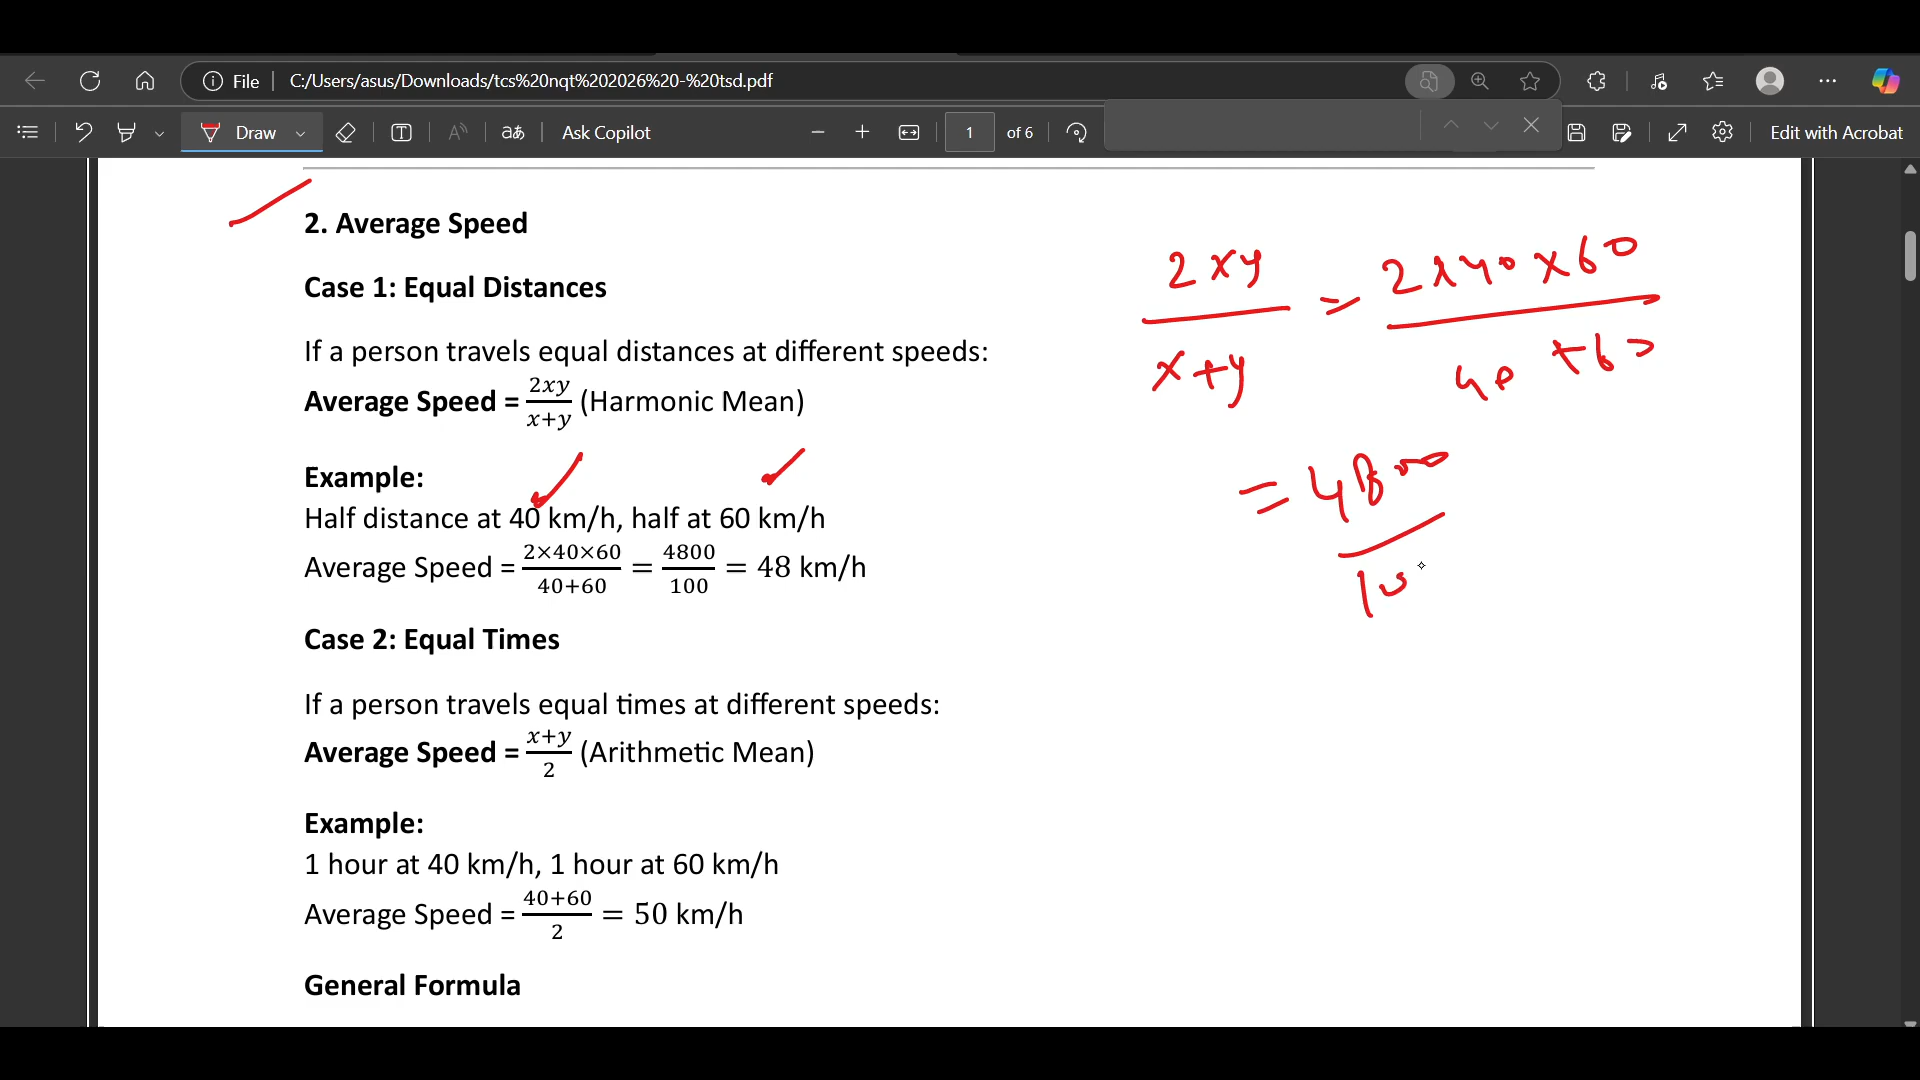 File C:/Users/asus/Downloads/tcs%20nqt%202026%20-%20tsd.pdf
Draw T A aあ Ask Copilot 1 of 6 Edit with Acrobat
2. Average Speed
Case 1: Equal Distances
If a person travels equal distances at different speeds:
Average Speed = 2xy / x+y (Harmonic Mean)
Example:
Half distance at 40 km/h, half at 60 km/h
Average Speed = 2×40×60 / 40+60 = 4800 / 100 = 48 km/h
Case 2: Equal Times
If a person travels equal times at different speeds:
Average Speed = x+y / 2 (Arithmetic Mean)
Example:
1 hour at 40 km/h, 1 hour at 60 km/h
Average Speed = 40+60 / 2 = 50 km/h
General Formula
2xy / x+y = 2x40x60 / 40+60
= 4800 / 10